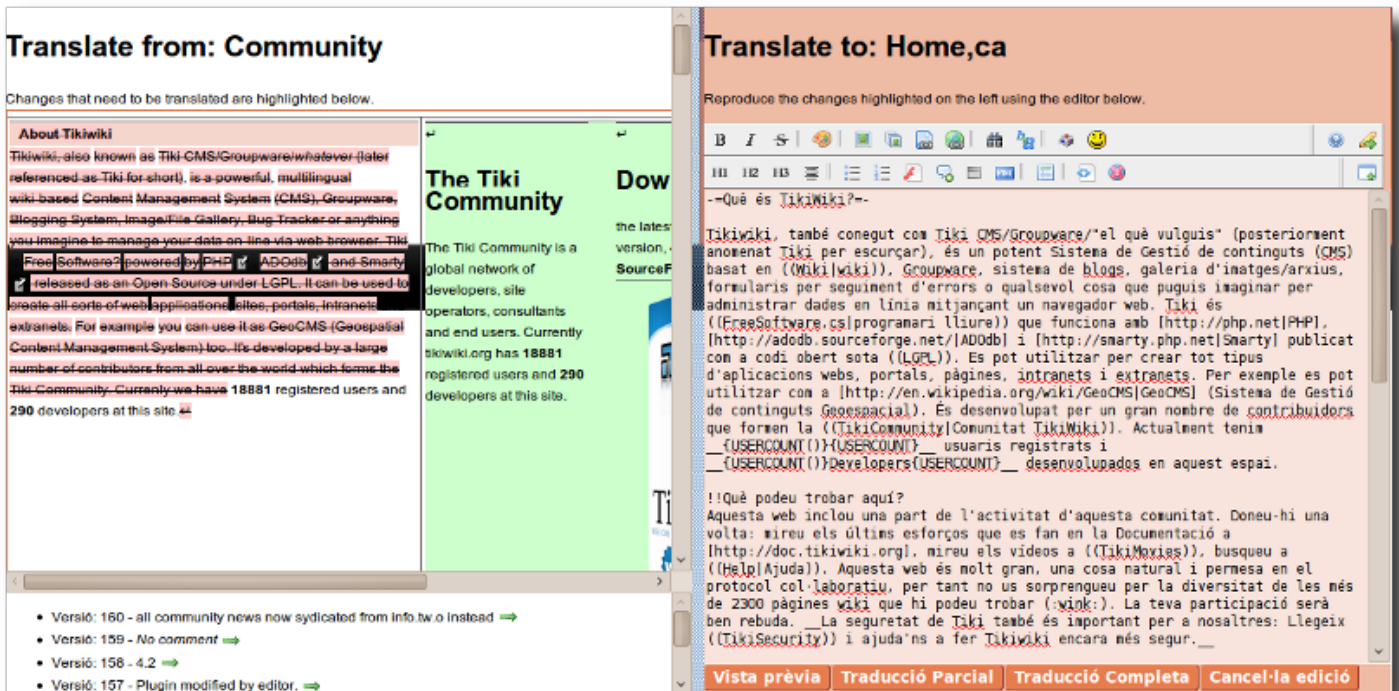 Translate from: Community
Changes that need to be translated are highlighted below.
About Tikiwiki
Tikiwiki, also known as Tiki CMS/Groupware/whatever (later
referenced as Tiki for short), is a powerful, multilingual
wiki-based Content Management System (CMS), Groupware,
Blogging System, Image/File Gallery, Bug Tracker or anything
you imagine to manage your data on-line via web browser. Tiki
Free Software? powered by PHP ADOdb and Smarty
released as an Open Source under LGPL. It can be used to
create all sorts of web applications sites, portals, intranets
extranets. For example you can use it as GeoCMS (Geospatial
Content Management System) too. It's developed by a large
number of contributors from all over the world which forms the
Tiki Community. Currenly we have 18881 registered users and
290 developers at this site.↵
↵
The Tiki
Community
The Tiki Community is a
global network of
developers, site
operators, consultants
and end users. Currently
tikiwiki.org has 18881
registered users and 290
developers at this site.
↵
Dow
the latest
version,
SourceF
Ti
Versió: 160 - all community news now sydicated from info.tw.o instead
Versió: 159 - No comment
Versió: 158 - 4.2
Versió: 157 - Plugin modified by editor.
Translate to: Home,ca
Reproduce the changes highlighted on the left using the editor below.
B I S
H1 H2 H3
-=Què és TikiWiki?=-
Tikiwiki, també conegut com Tiki CMS/Groupware/"el què vulguis" (posteriorment
anomenat Tiki per escurçar), és un potent Sistema de Gestió de continguts (CMS)
basat en ((Wiki|wiki)), Groupware, sistema de blogs, galeria d'imatges/arxius,
formularis per seguiment d'errors o qualsevol cosa que puguis imaginar per
administrar dades en línia mitjançant un navegador web. Tiki és
((FreeSoftware.cs|programari lliure)) que funciona amb [http://php.net|PHP],
[http://adodb.sourceforge.net/|ADOdb] i [http://smarty.php.net|Smarty] publicat
com a codi obert sota ((LGPL)). Es pot utilitzar per crear tot tipus
d'aplicacions webs, portals, pàgines, intranets i extranets. Per exemple es pot
utilitzar com a [http://en.wikipedia.org/wiki/GeoCMS|GeoCMS] (Sistema de Gestió
de continguts Geoespacial). És desenvolupat per un gran nombre de contribuidors
que formen la ((TikiCommunity|Comunitat TikiWiki)). Actualment tenim
__{USERCOUNT()}{USERCOUNT}__ usuaris registrats i
__{USERCOUNT()}Developers{USERCOUNT}__ desenvolupados en aquest espai.
!!Què podeu trobar aquí?
Aquesta web inclou una part de l'activitat d'aquesta comunitat. Doneu-hi una
volta: mireu els últims esforços que es fan en la Documentació a
[http://doc.tikiwiki.org], mireu els vídeos a ((TikiMovies)), busqueu a
((Help|Ajuda)). Aquesta web és molt gran, una cosa natural i permesa en el
protocol col·laboratiu, per tant no us sorprengueu per la diversitat de les més
de 2300 pàgines wiki que hi podeu trobar (:wink:). La teva participació serà
ben rebuda. __La seguretat de Tiki també és important per a nosaltres: Llegeix
((TikiSecurity)) i ajuda'ns a fer Tikiwiki encara més segur.__
Vista prèvia Traducció Parcial Traducció Completa Cancel·la edició